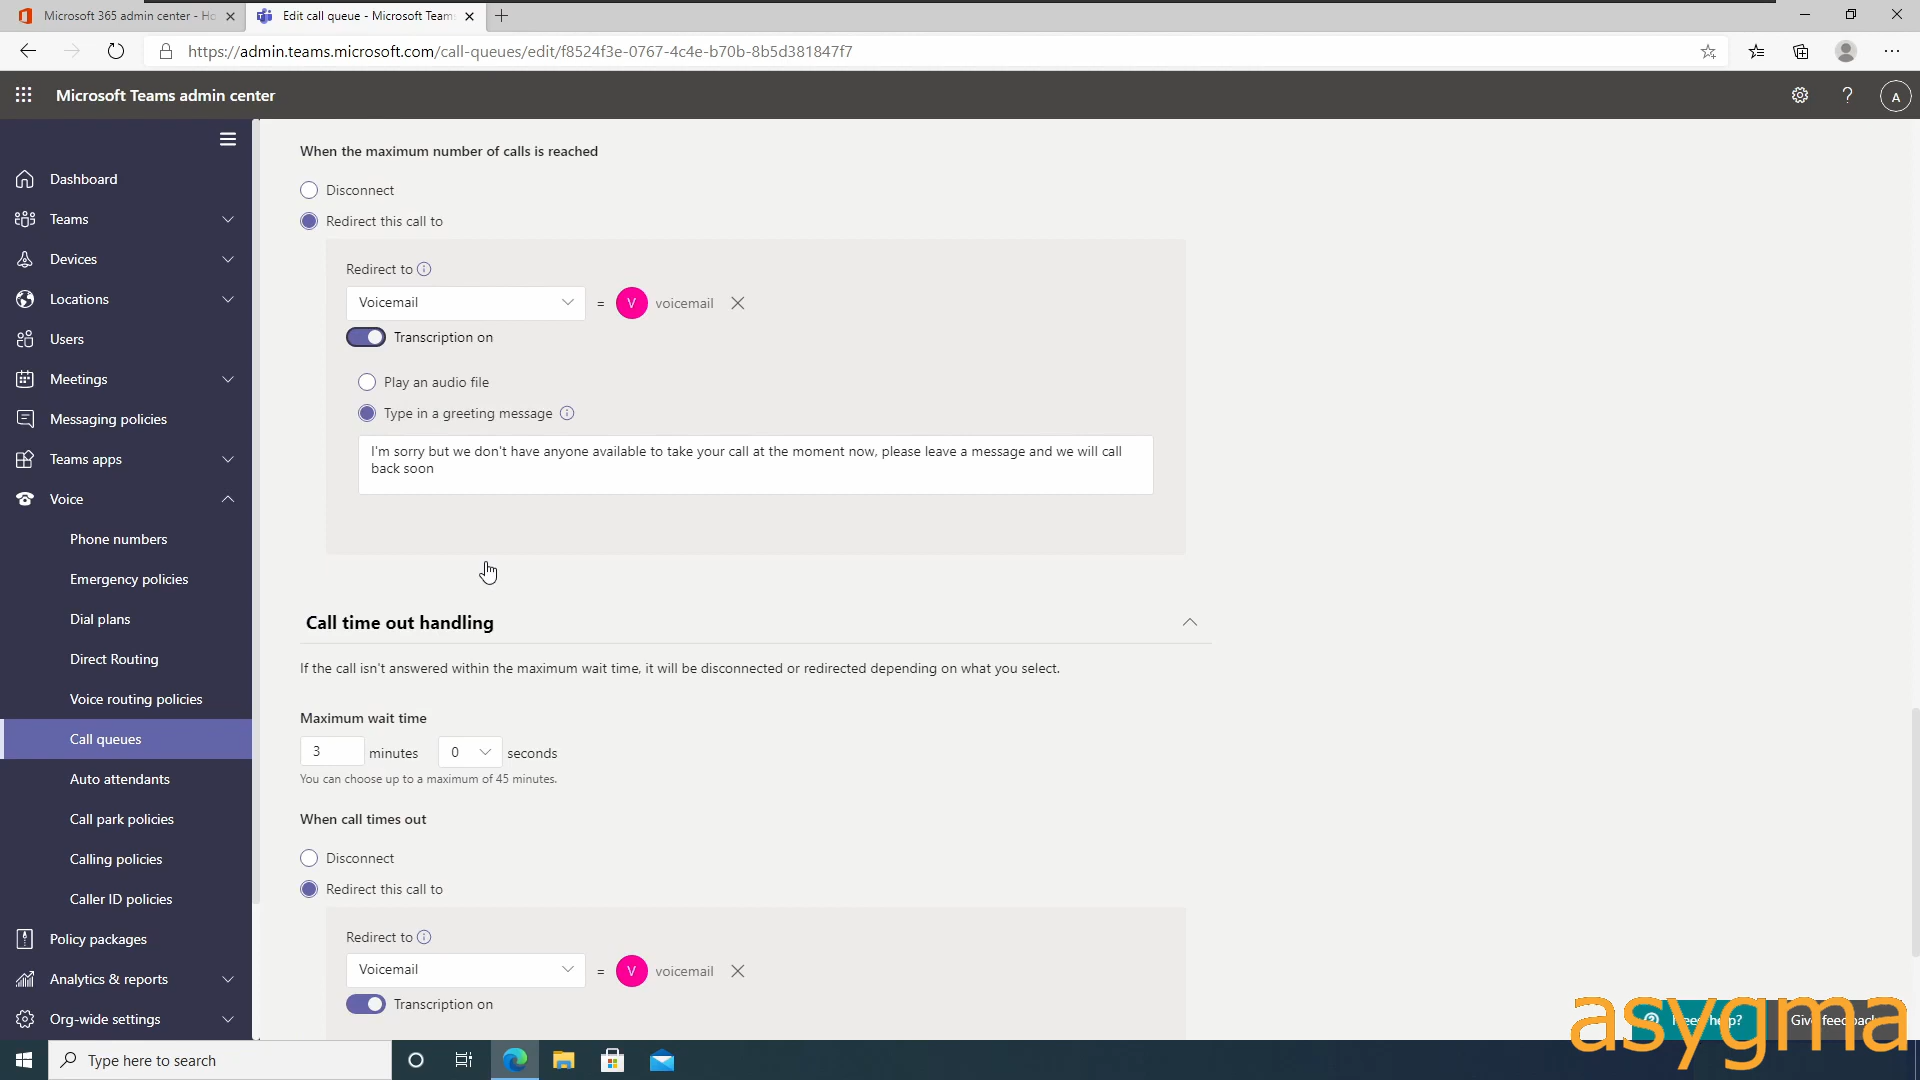 Microsoft 365 admin center - Ho
Edit call queue - Microsoft Teams
https://admin.teams.microsoft.com/call-queues/edit/f8524f3e-0767-4c4e-b70b-8b5d381847f7
Microsoft Teams admin center
A
Dashboard
Teams
Devices
Locations
Users
Meetings
Messaging policies
Teams apps
Voice
Phone numbers
Emergency policies
Dial plans
Direct Routing
Voice routing policies
Call queues
Auto attendants
Call park policies
Calling policies
Caller ID policies
Policy packages
Analytics & reports
Org-wide settings
When the maximum number of calls is reached
Disconnect
Redirect this call to
Redirect to
Voicemail = V voicemail
Transcription on
Play an audio file
Type in a greeting message
I'm sorry but we don't have anyone available to take your call at the moment now, please leave a message and we will call
back soon
Call time out handling
If the call isn't answered within the maximum wait time, it will be disconnected or redirected depending on what you select.
Maximum wait time
3 minutes 0 seconds
You can choose up to a maximum of 45 minutes.
When call times out
Disconnect
Redirect this call to
Redirect to
Voicemail = V voicemail
Transcription on
Need help?
Give feedback
asygma
Type here to search